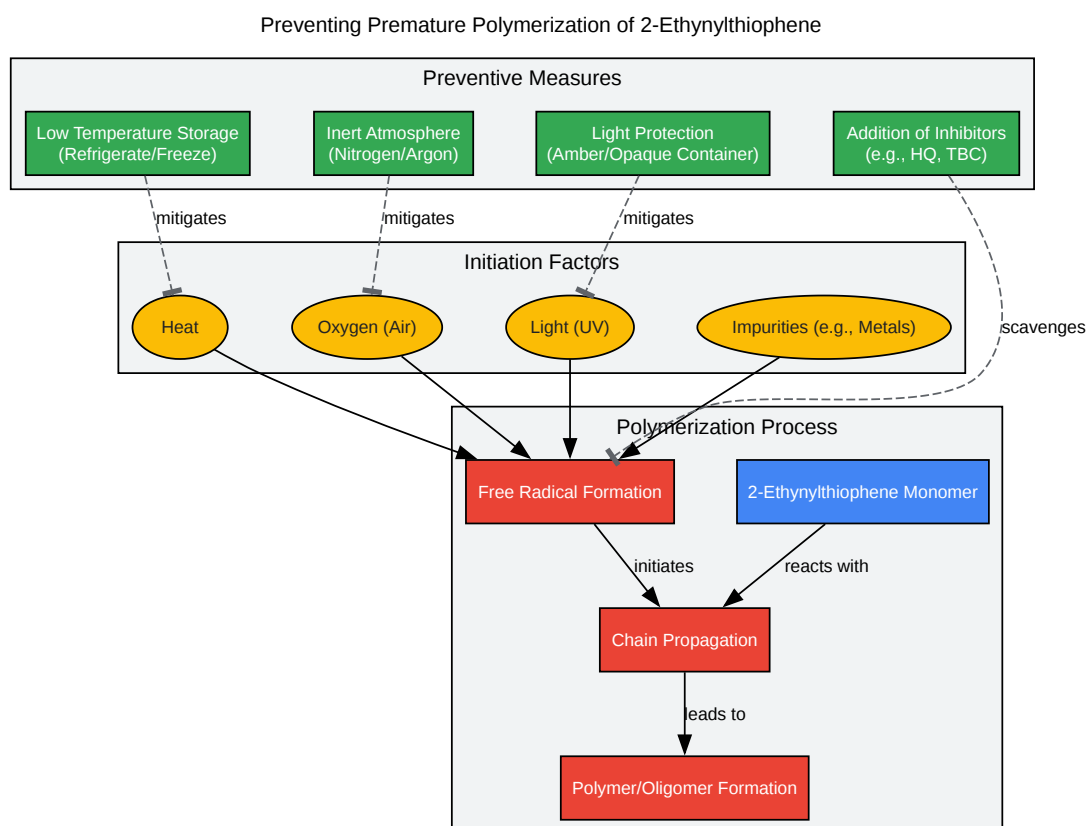 Preventing Premature Polymerization of 2-Ethynylthiophene
Preventive Measures
Low Temperature Storage
(Refrigerate/Freeze)
Inert Atmosphere
(Nitrogen/Argon)
Light Protection
(Amber/Opaque Container)
Addition of Inhibitors
(e.g., HQ, TBC)
mitigates
mitigates
mitigates
scavenges
Initiation Factors
Heat
Oxygen (Air)
Light (UV)
Impurities (e.g., Metals)
Polymerization Process
Free Radical Formation
2-Ethynylthiophene Monomer
initiates
reacts with
Chain Propagation
leads to
Polymer/Oligomer Formation